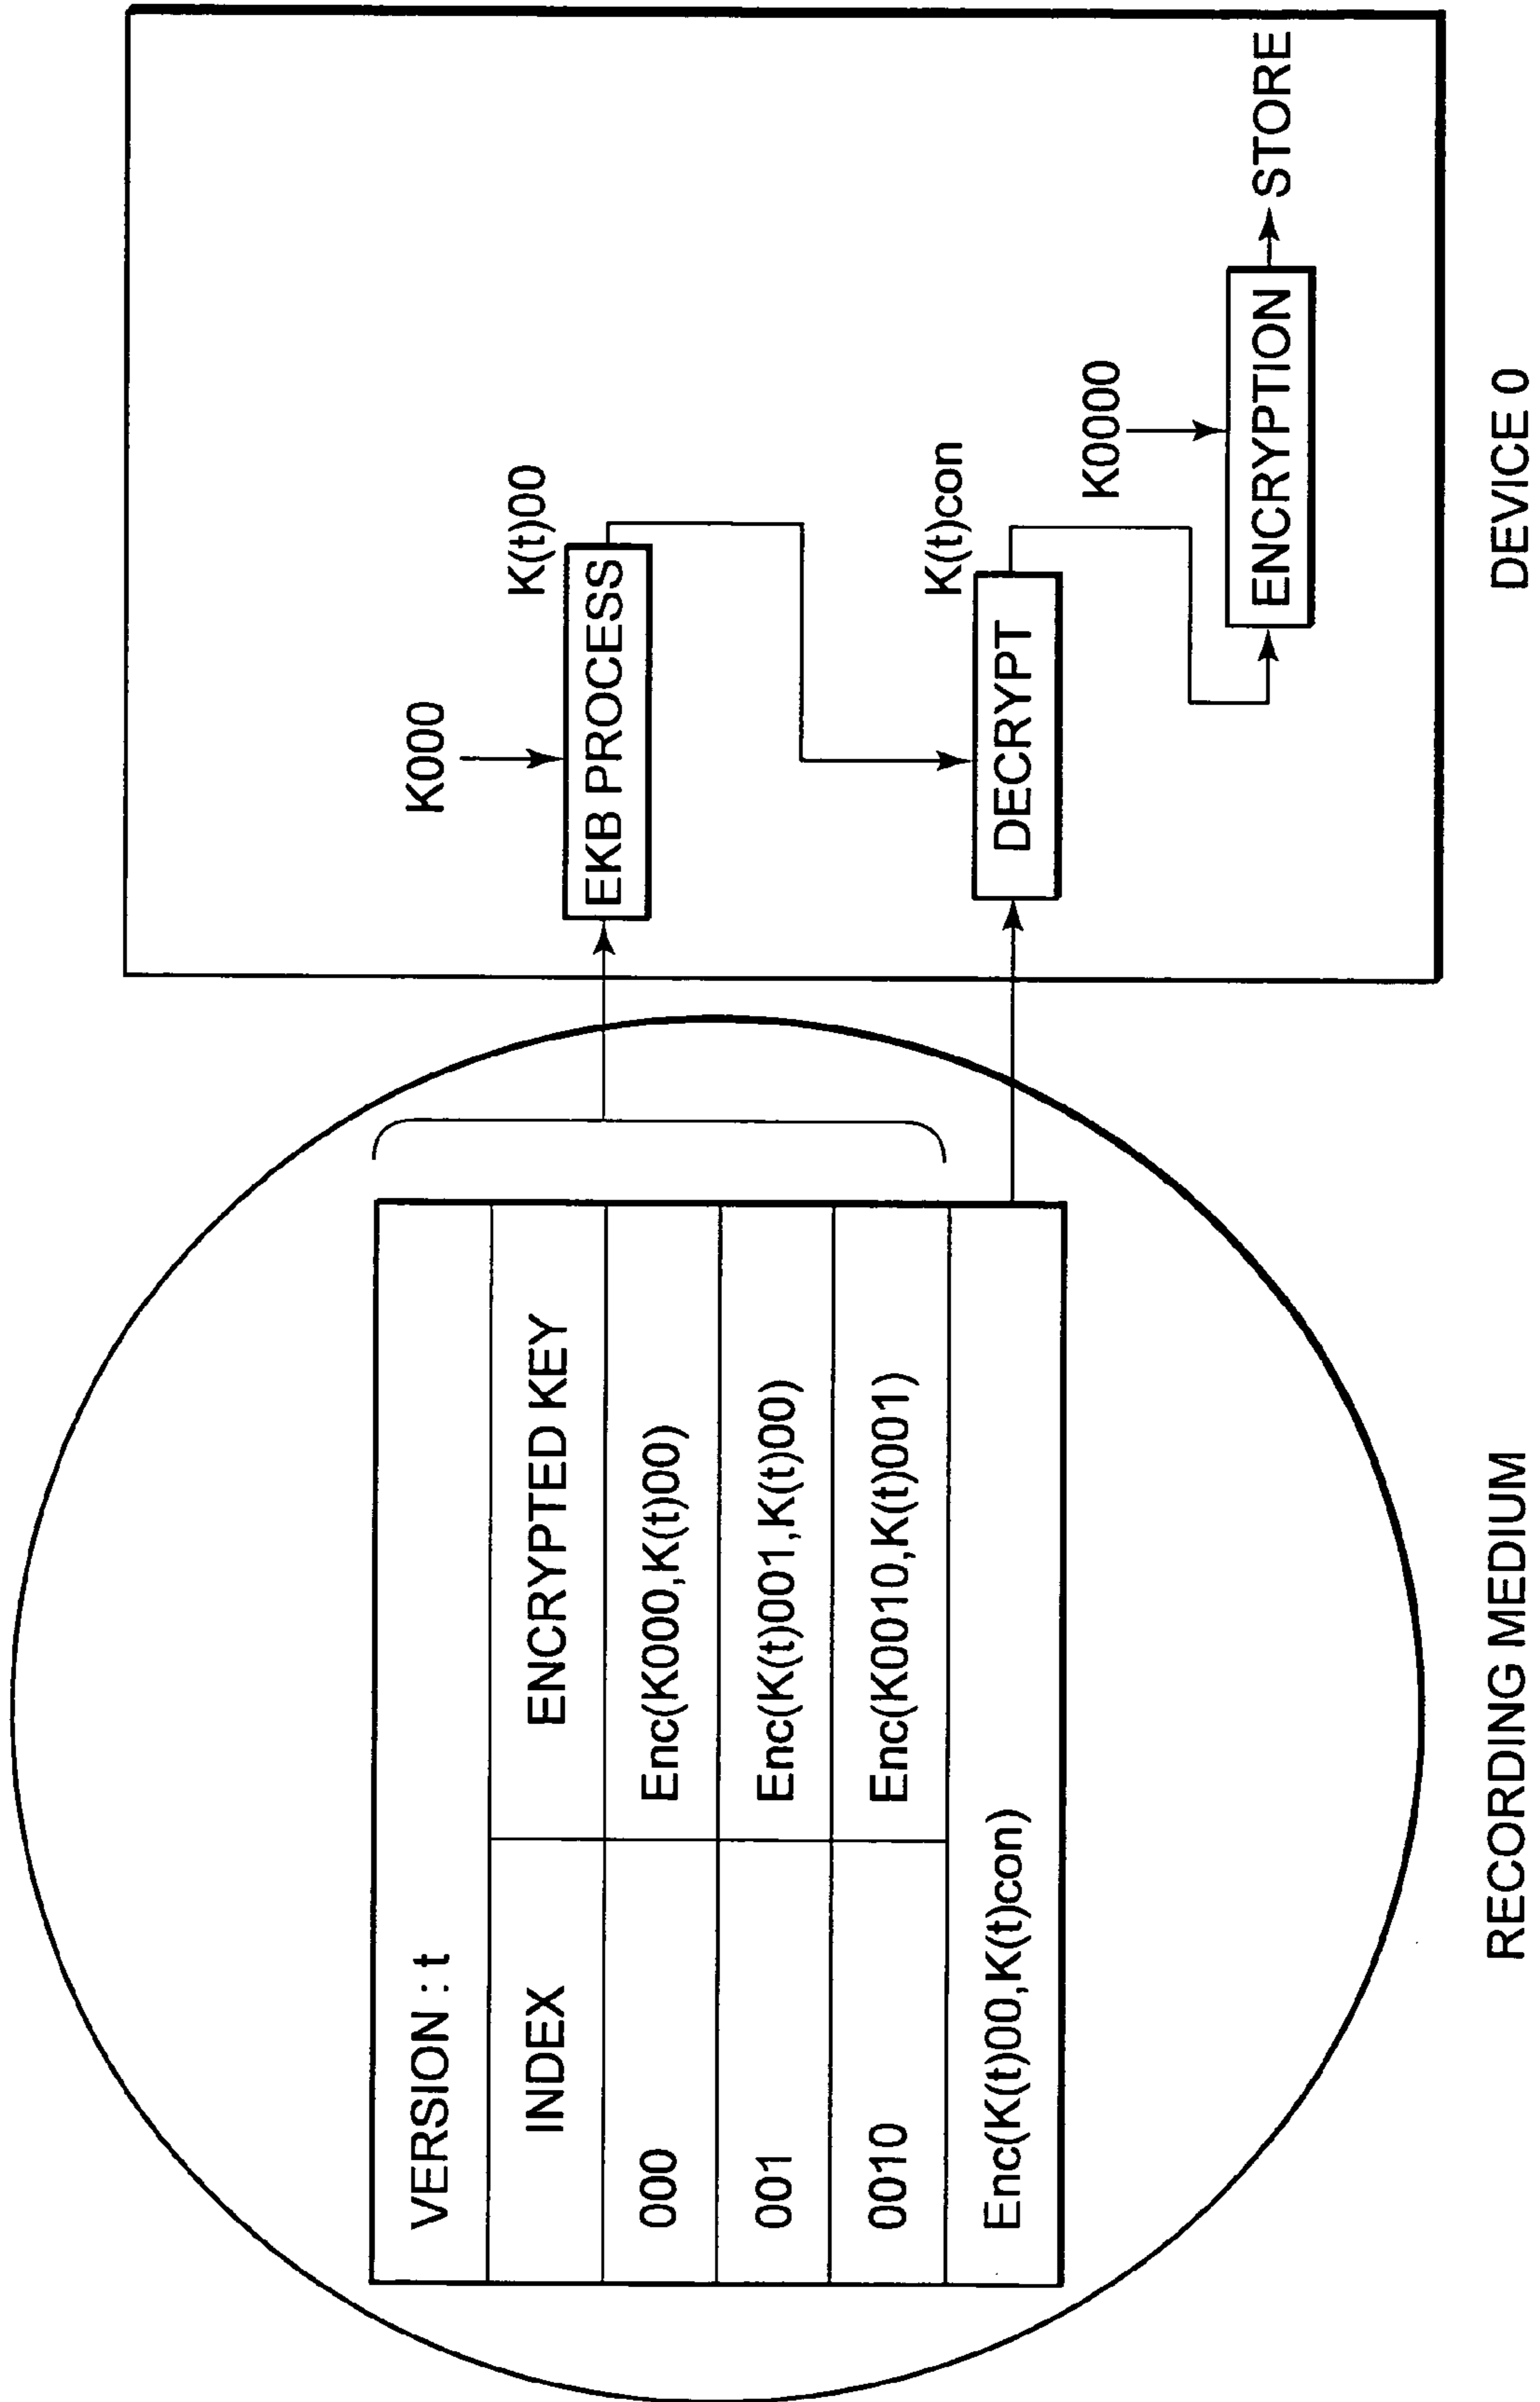 VERSION : t
INDEX ENCRYPTED KEY
000 Enc(K000,K(t)00)
001 Enc(K(t)001,K(t)00)
0010 Enc(K0010,K(t)001)
Enc(K(t)00,K(t)con)
RECORDING MEDIUM
K000
EKB PROCESS
K(t)00
DECRYPT
K(t)con
K0000
ENCRYPTION
STORE
DEVICE 0